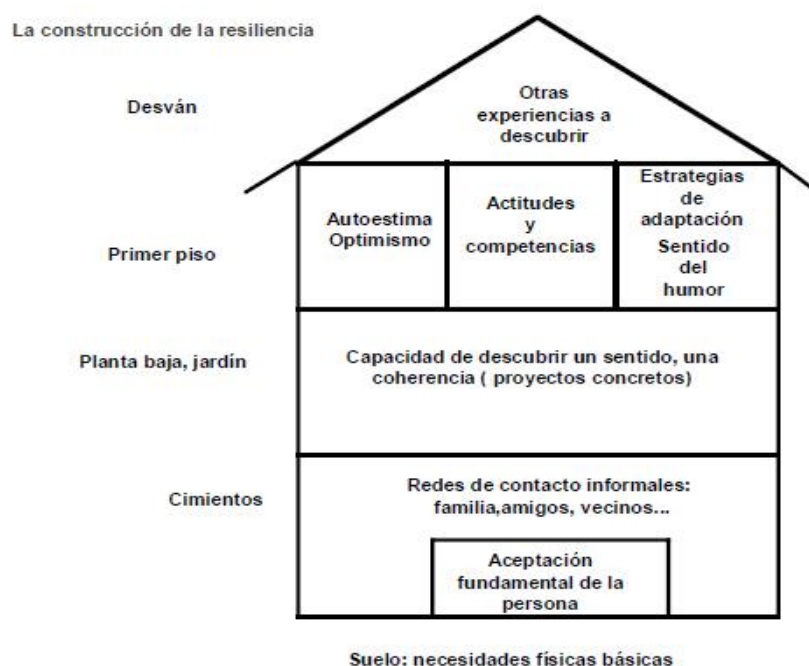 La construcción de la resiliencia
Desván
Otras
experiencias a
descubrir
Primer piso
Autoestima
Optimismo
Actitudes
y
competencias
Estrategias
de
adaptación
Sentido
del
humor
Planta baja, jardín
Capacidad de descubrir un sentido, una
coherencia ( proyectos concretos)
Cimientos
Redes de contacto informales:
familia,amigos, vecinos...
Aceptación
fundamental de la
persona
Suelo: necesidades físicas básicas